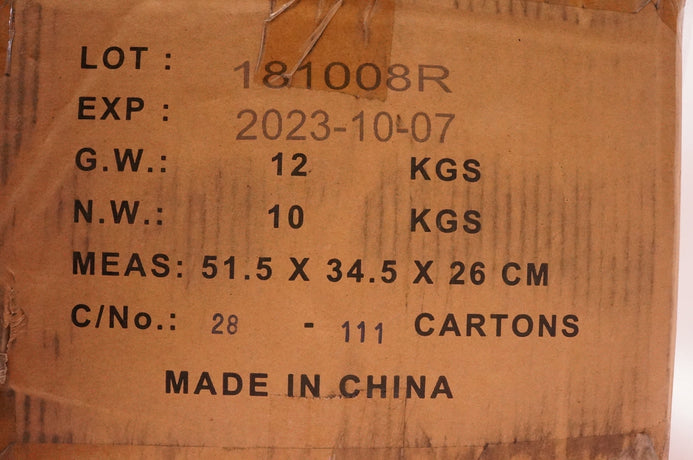 LOT : 181008R
EXP : 2023-10-07
G.W.: 12 KGS
N.W.: 10 KGS
MEAS: 51.5 X 34.5 X 26 CM
C/No.: 28 - 111 CARTONS
MADE IN CHINA